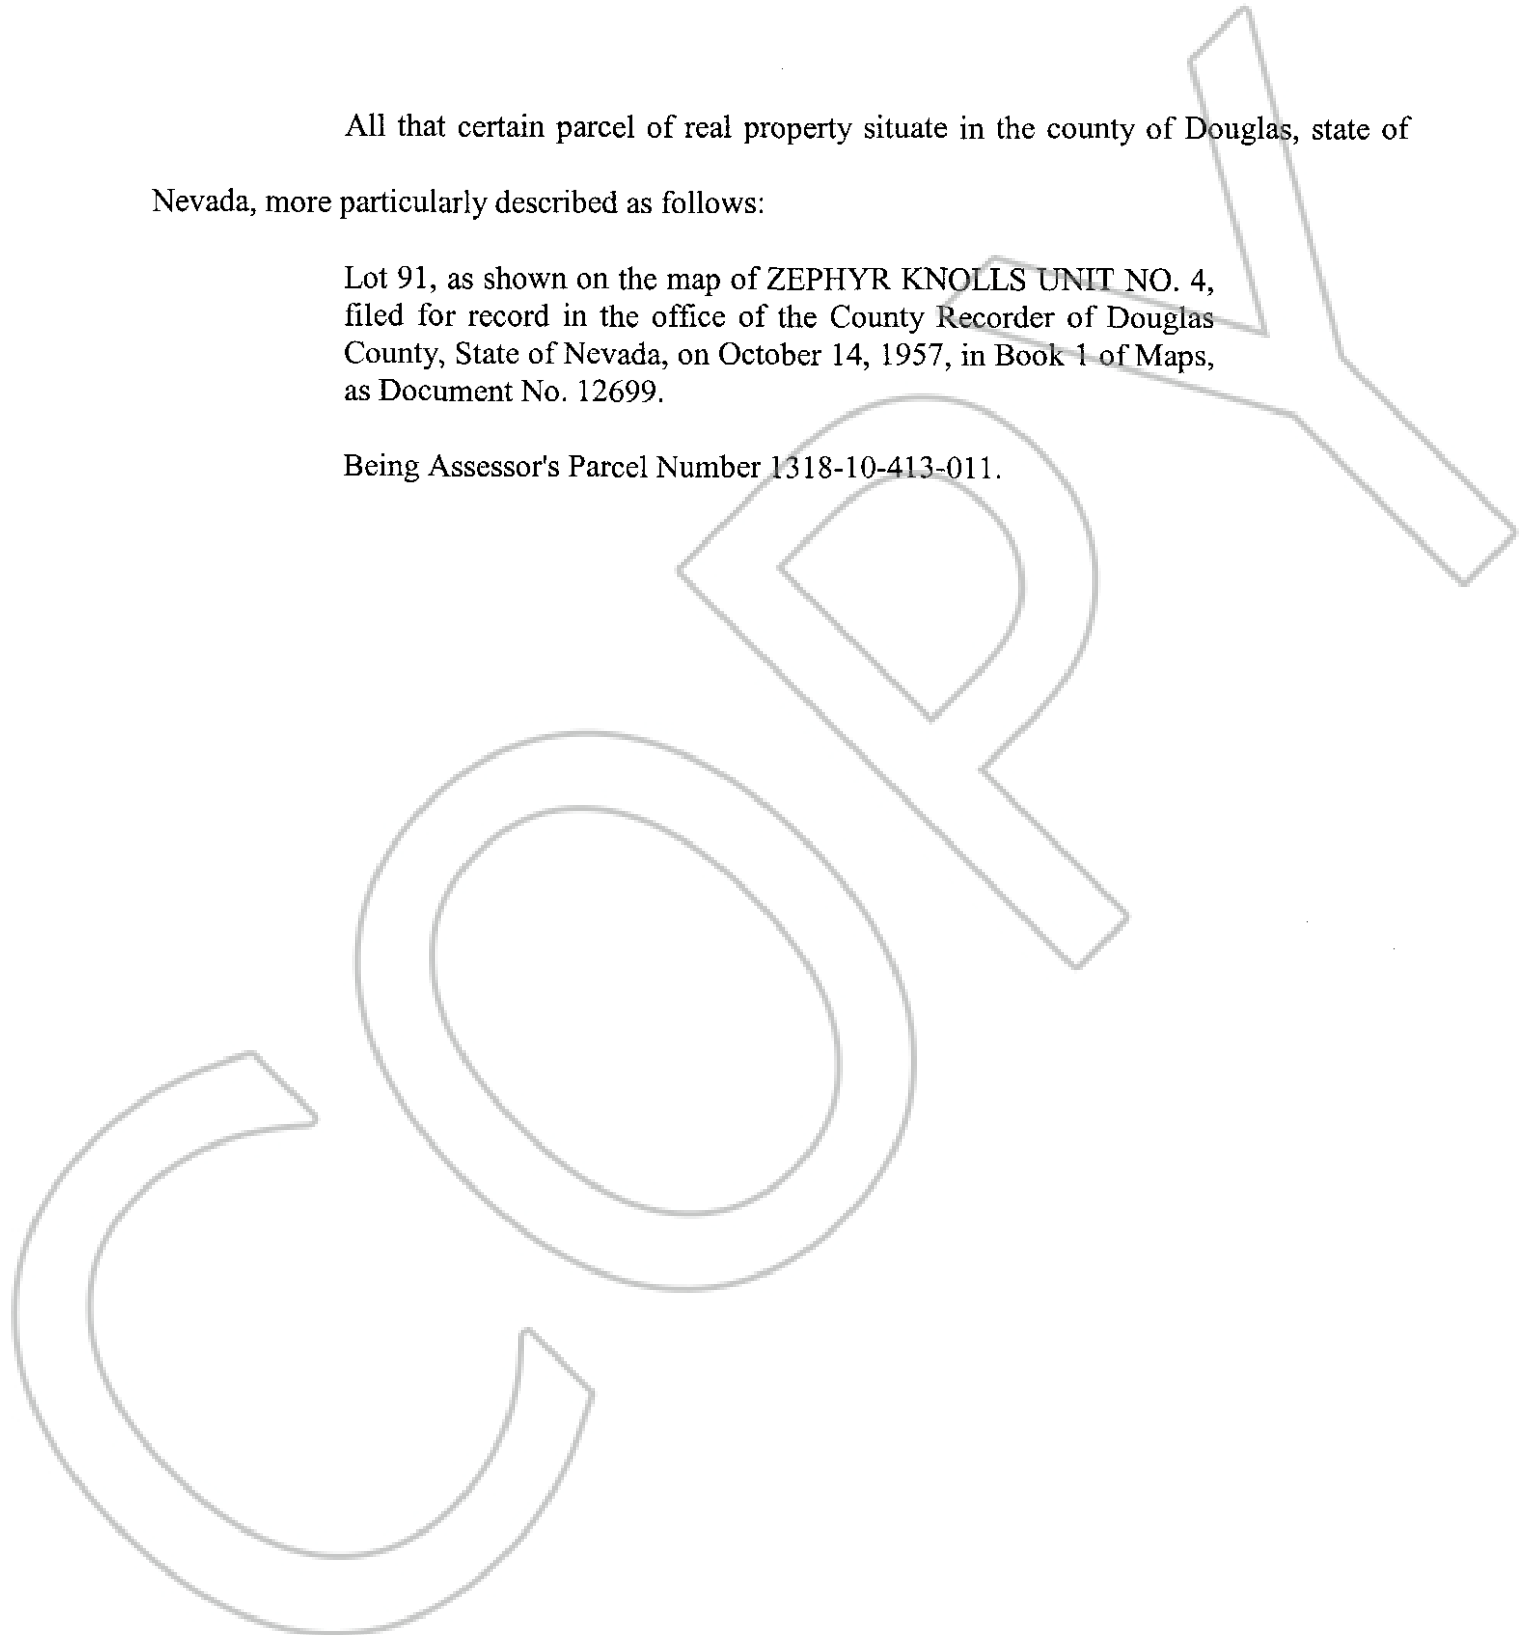 All that certain parcel of real property situate in the county of Douglas, state of
Nevada, more particularly described as follows:
Lot 91, as shown on the map of ZEPHYR KNOLLS UNIT NO. 4,
filed for record in the office of the County Recorder of Douglas
County, State of Nevada, on October 14, 1957, in Book 1 of Maps,
as Document No. 12699.
Being Assessor's Parcel Number 1318-10-413-011.
COPY